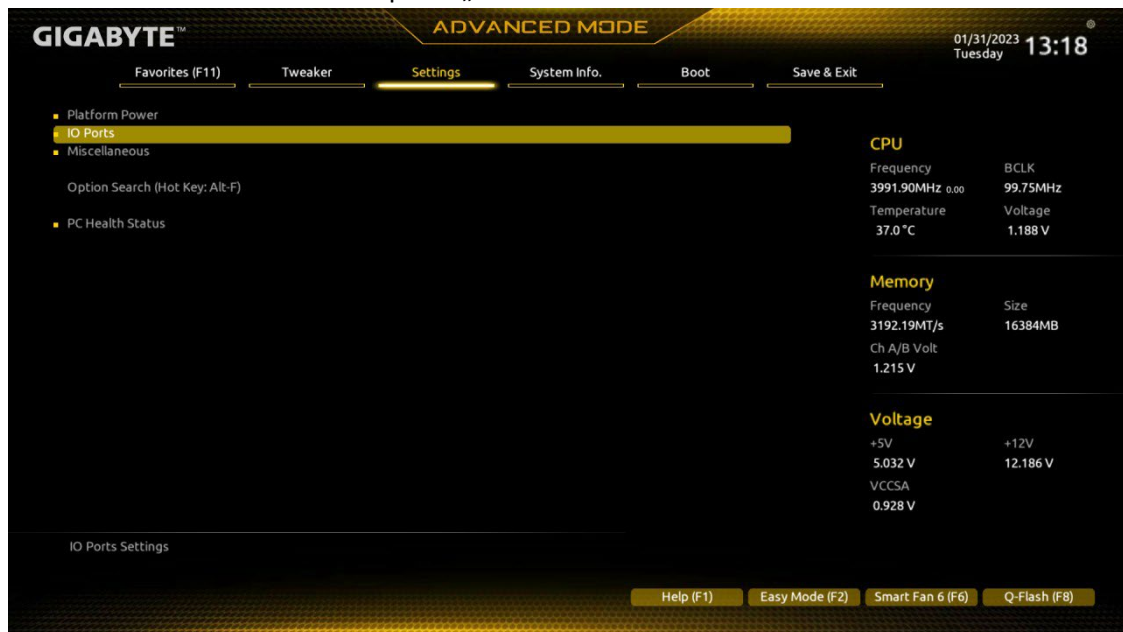 GIGABYTE™
ADVANCED MODE
01/31/2023
Tuesday
13:18
Favorites (F11) Tweaker Settings System Info. Boot Save & Exit
Platform Power
IO Ports
Miscellaneous
Option Search (Hot Key: Alt-F)
PC Health Status
CPU
Frequency BCLK
3991.90MHz 0.00 99.75MHz
Temperature Voltage
37.0 °C 1.188 V
Memory
Frequency Size
3192.19MT/s 16384MB
Ch A/B Volt
1.215 V
Voltage
+5V +12V
5.032 V 12.186 V
VCCSA
0.928 V
IO Ports Settings
Help (F1) Easy Mode (F2) Smart Fan 6 (F6) Q-Flash (F8)